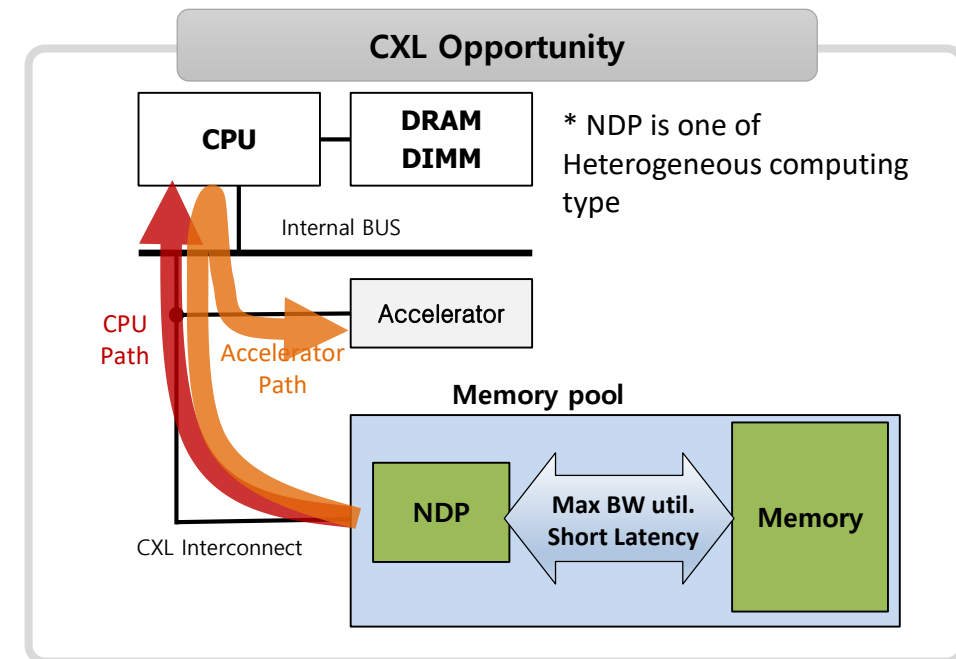 CXL Opportunity
CPU
DRAM
DIMM
* NDP is one of
Heterogeneous computing
type
Internal BUS
Accelerator
CPU
Path
Accelerator
Path
Memory pool
NDP
Max BW util.
Short Latency
Memory
CXL Interconnect